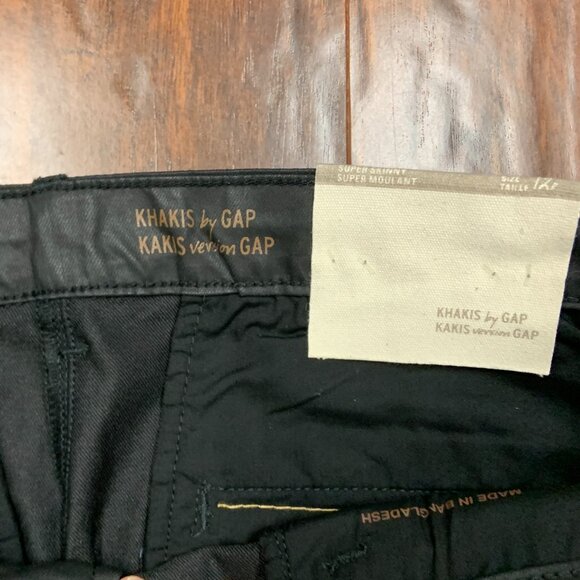 KHAKIS by GAP
KAKIS version GAP
SUPER SKINNY
SUPER MOULANT
SIZE
TAILLE
KHAKIS by GAP
KAKIS version GAP
MADE IN BANGLADESH